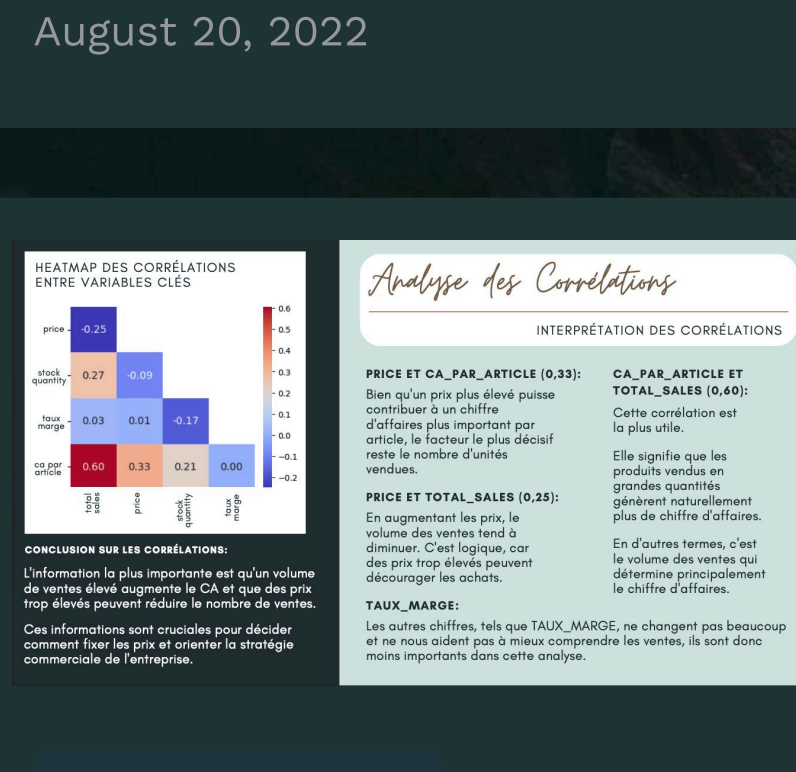 August 20, 2022
HEATMAP DES CORRÉLATIONS
ENTRE VARIABLES CLÉS
price
-0.25
stock
quantity
0.27
-0.09
taux
marge
0.03
0.01
-0.17
ca par
article
0.60
0.33
0.21
0.00
total
sales
price
stock
quantity
taux
marge
0.6
0.5
0.4
0.3
0.2
0.1
0.0
−0.1
−0.2
CONCLUSION SUR LES CORRÉLATIONS:
L'information la plus importante est qu'un volume
de ventes élevé augmente le CA et que des prix
trop élevés peuvent réduire le nombre de ventes.
Ces informations sont cruciales pour décider
comment fixer les prix et orienter la stratégie
commerciale de l'entreprise.
Analyse des Corrélations
INTERPRÉTATION DES CORRÉLATIONS
PRICE ET CA_PAR_ARTICLE (0,33):
Bien qu'un prix plus élevé puisse
contribuer à un chiffre
d'affaires plus important par
article, le facteur le plus décisif
reste le nombre d'unités
vendues.
PRICE ET TOTAL_SALES (0,25):
En augmentant les prix, le
volume des ventes tend à
diminuer. C'est logique, car
des prix trop élevés peuvent
décourager les achats.
CA_PAR_ARTICLE ET
TOTAL_SALES (0,60):
Cette corrélation est
la plus utile.
Elle signifie que les
produits vendus en
grandes quantités
génèrent naturellement
plus de chiffre d'affaires.
En d'autres termes, c'est
le volume des ventes qui
détermine principalement
le chiffre d'affaires.
TAUX_MARGE:
Les autres chiffres, tels que TAUX_MARGE, ne changent pas beaucoup
et ne nous aident pas à mieux comprendre les ventes, ils sont donc
moins importants dans cette analyse.